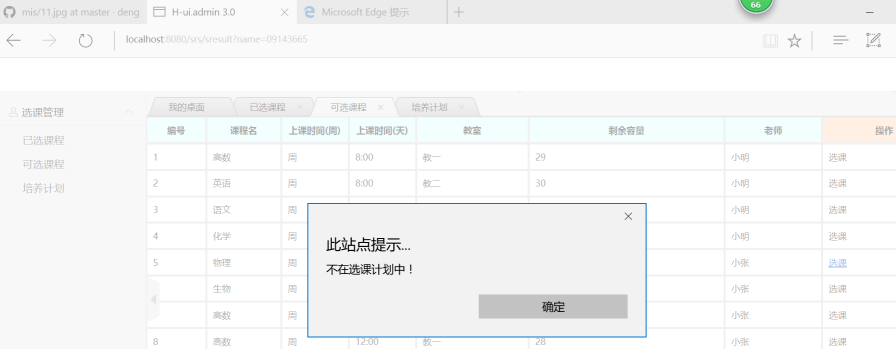 mis/11.jpg at master · deng
H-ui.admin 3.0
Microsoft Edge 提示
66
localhost:8080/srs/sresult?name=09143665
选课管理
已选课程
可选课程
培养计划
我的桌面 已选课程 可选课程 培养计划
编号 课程名 上课时间(周) 上课时间(天) 教室 剩余容量 老师 操作
1 高数 周 8:00 教一 29 小明 选课
2 英语 周 8:00 教二 30 小明 选课
3 语文 周 小明 选课
4 化学 周 小明 选课
5 物理 周 小张 选课
生物 周 小张 选课
高数 周 小张 选课
8 高数 周 12:00 教一 28 小张 选课
此站点提示...
不在选课计划中！
确定